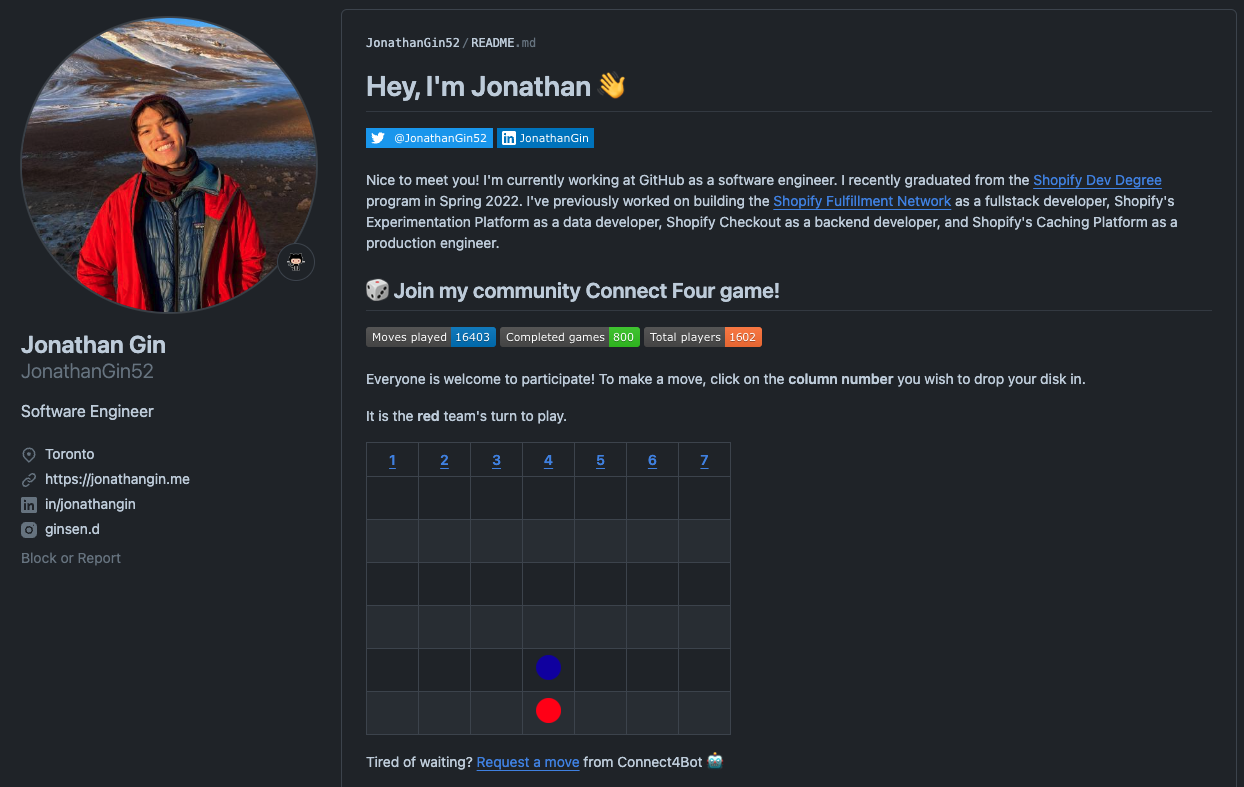 JonathanGin52/README.md
Hey, I'm Jonathan 👋
@JonathanGin52 JonathanGin
Nice to meet you! I'm currently working at GitHub as a software engineer. I recently graduated from the Shopify Dev Degree
program in Spring 2022. I've previously worked on building the Shopify Fulfillment Network as a fullstack developer, Shopify's
Experimentation Platform as a data developer, Shopify Checkout as a backend developer, and Shopify's Caching Platform as a
production engineer.
🎲 Join my community Connect Four game!
Moves played 16403 Completed games 800 Total players 1602
Everyone is welcome to participate! To make a move, click on the column number you wish to drop your disk in.
It is the red team's turn to play.
1 2 3 4 5 6 7
Tired of waiting? Request a move from Connect4Bot 🤖
Jonathan Gin
JonathanGin52
Software Engineer
Toronto
https://jonathangin.me
in/jonathangin
ginsen.d
Block or Report